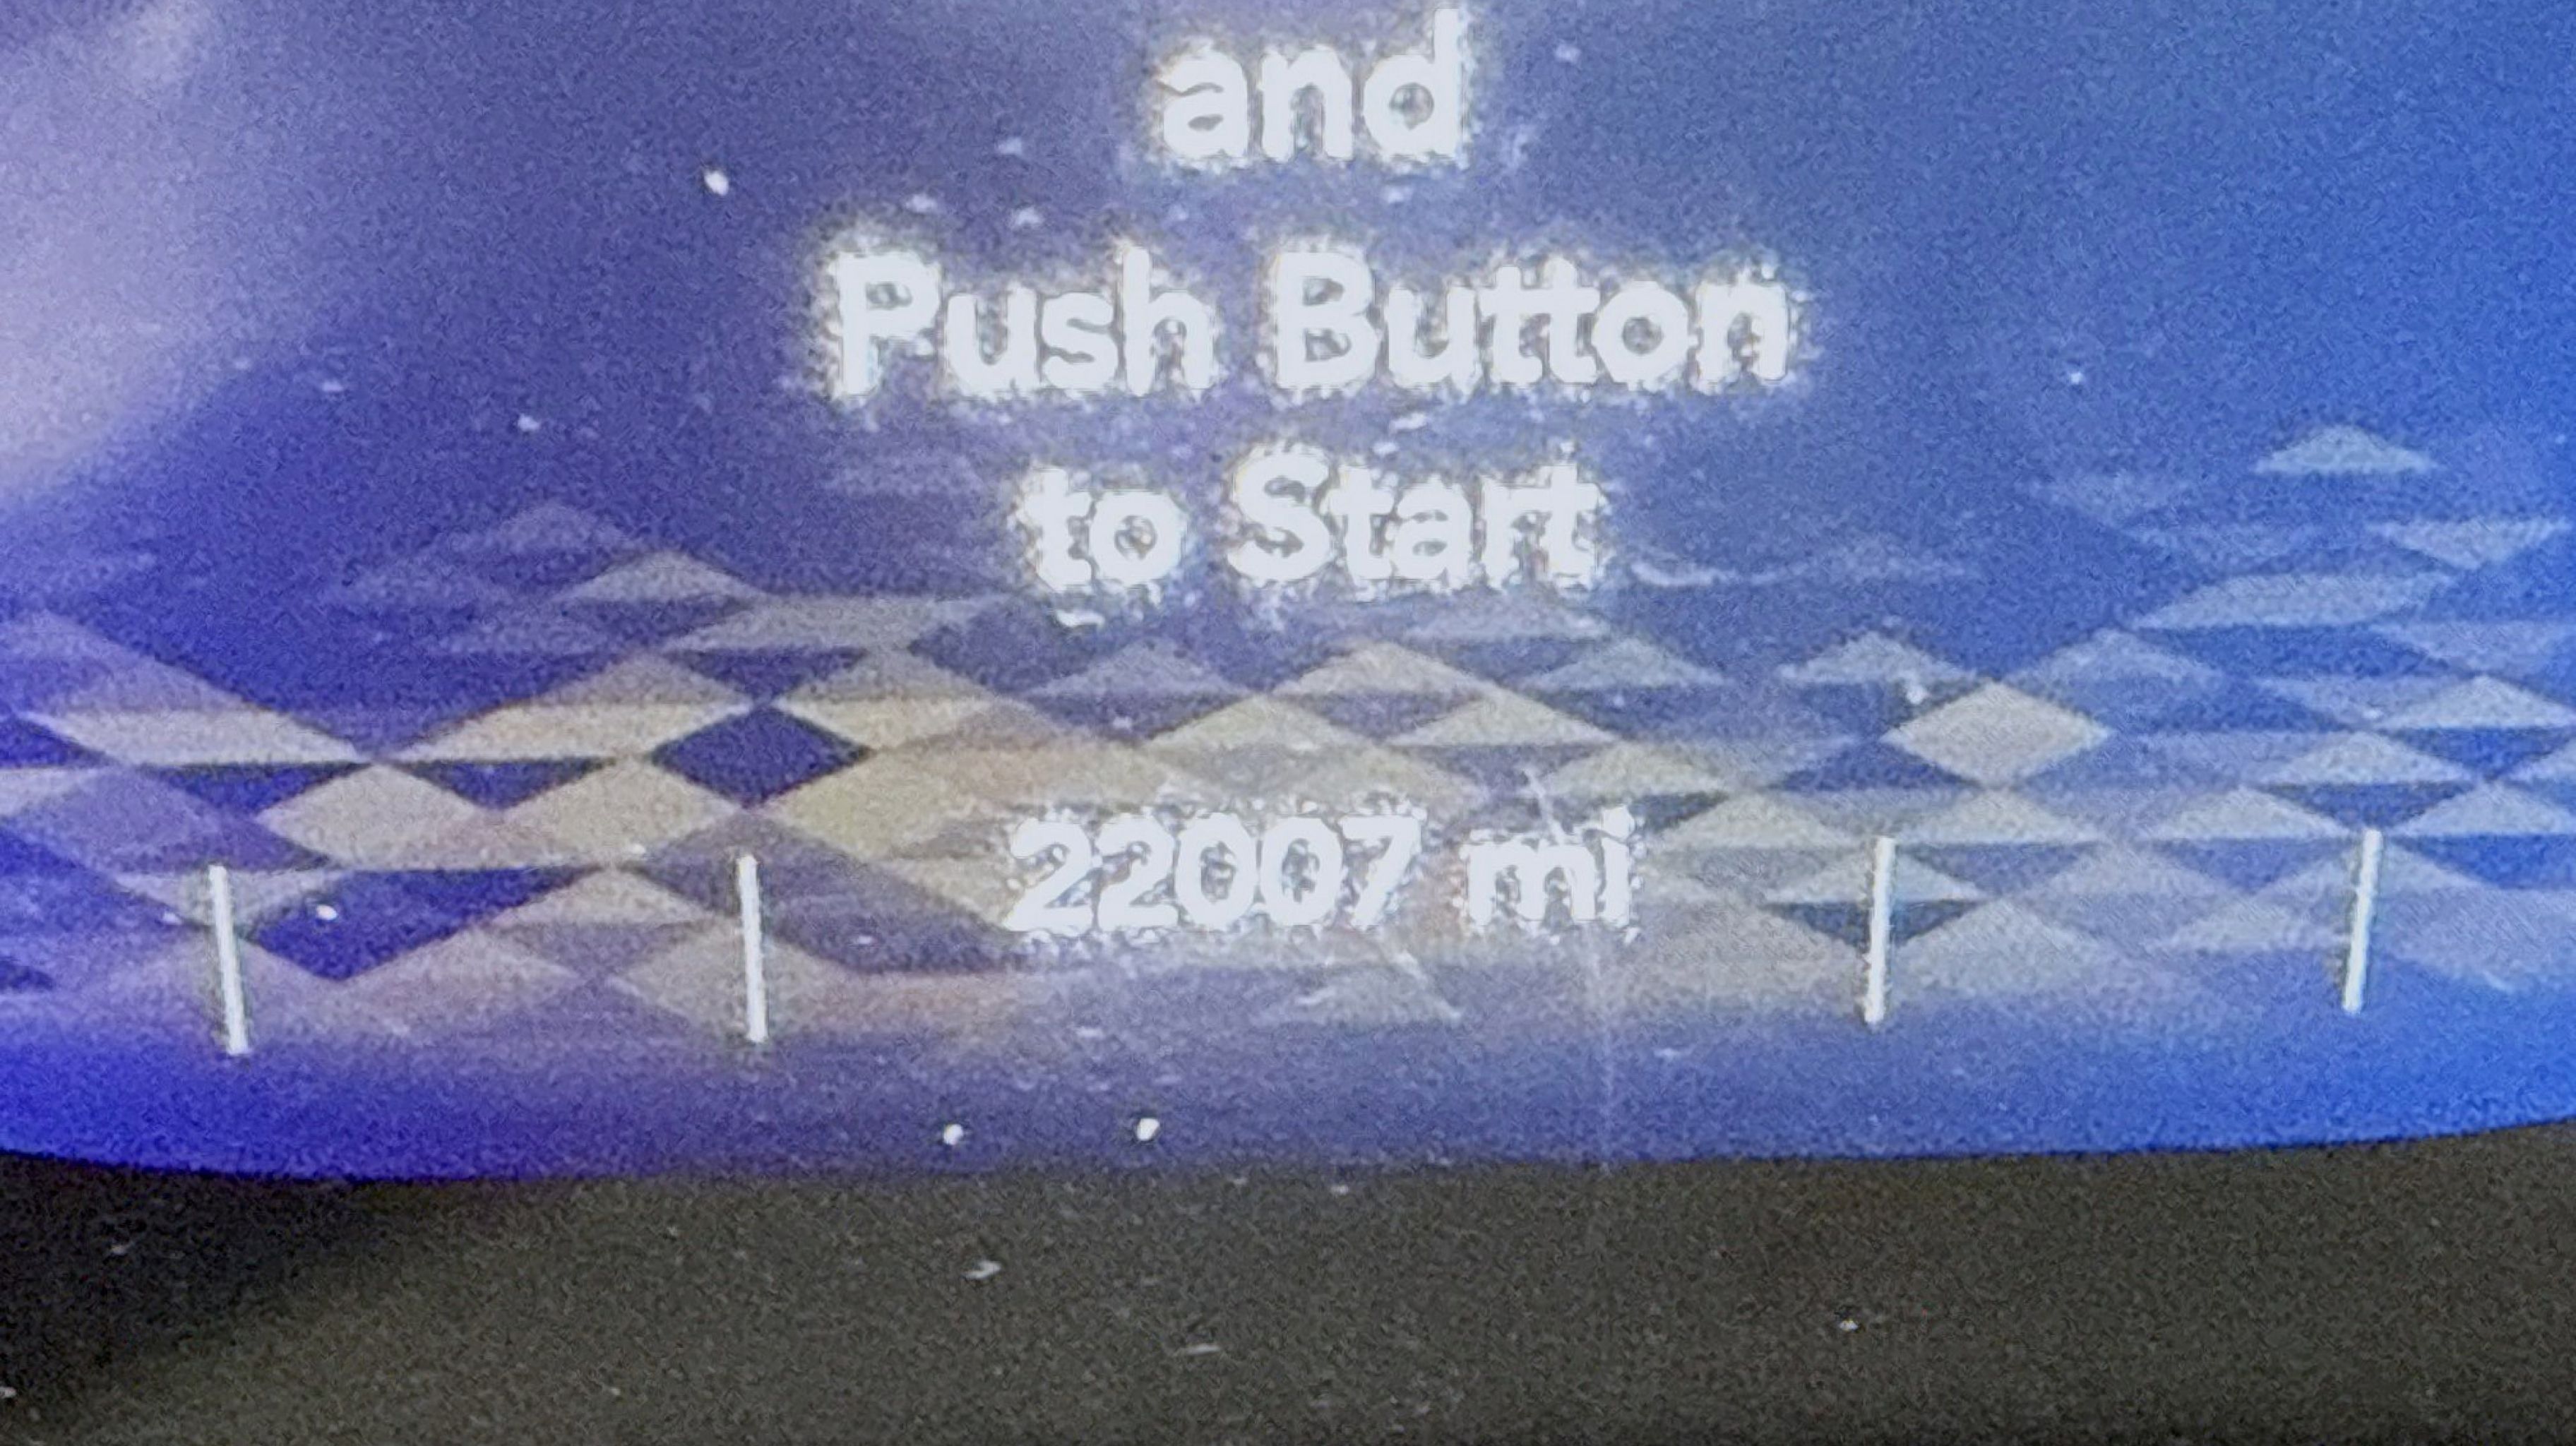 and
Push Button
to Start
22007 mi